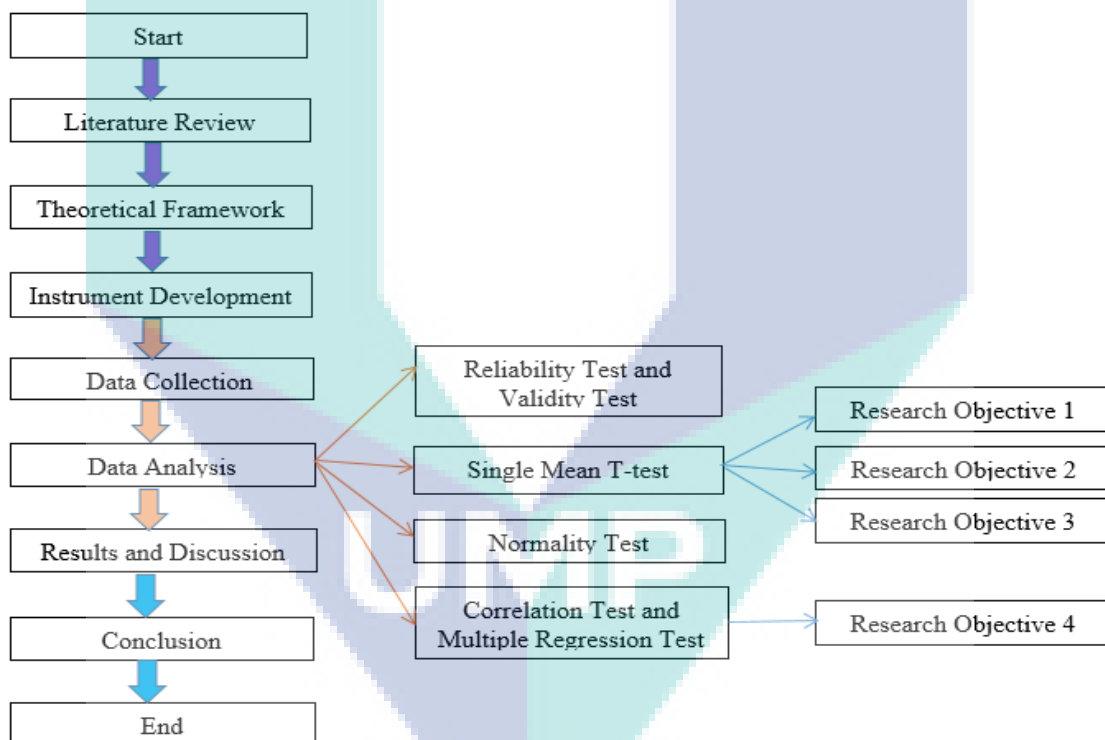 Start
Literature Review
Theoretical Framework
Instrument Development
Data Collection
Data Analysis
Results and Discussion
Conclusion
End
Reliability Test and
Validity Test
Single Mean T-test
Normality Test
Correlation Test and
Multiple Regression Test
Research Objective 1
Research Objective 2
Research Objective 3
Research Objective 4
UMP